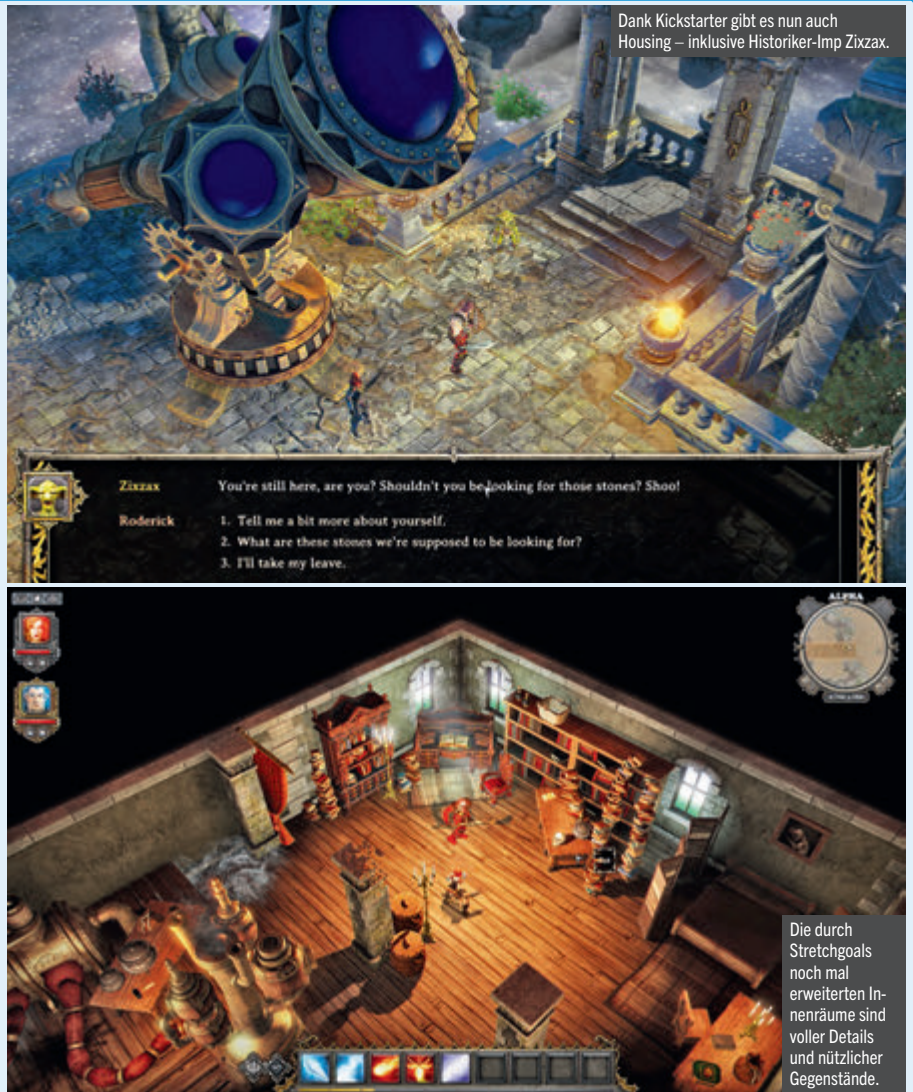 Dank Kickstarter gibt es nun auch
Housing – inklusive Historiker-Imp Zixzax.
Zixzax You're still here, are you? Shouldn't you be looking for those stones? Shoo!
Roderick 1. Tell me a bit more about yourself.
2. What are these stones we're supposed to be looking for?
3. I'll take my leave.
ALPHA
Die durch
Stretchgoals
noch mal
erweiterten In-
nenräume sind
voller Details
und nützlicher
Gegenstände.